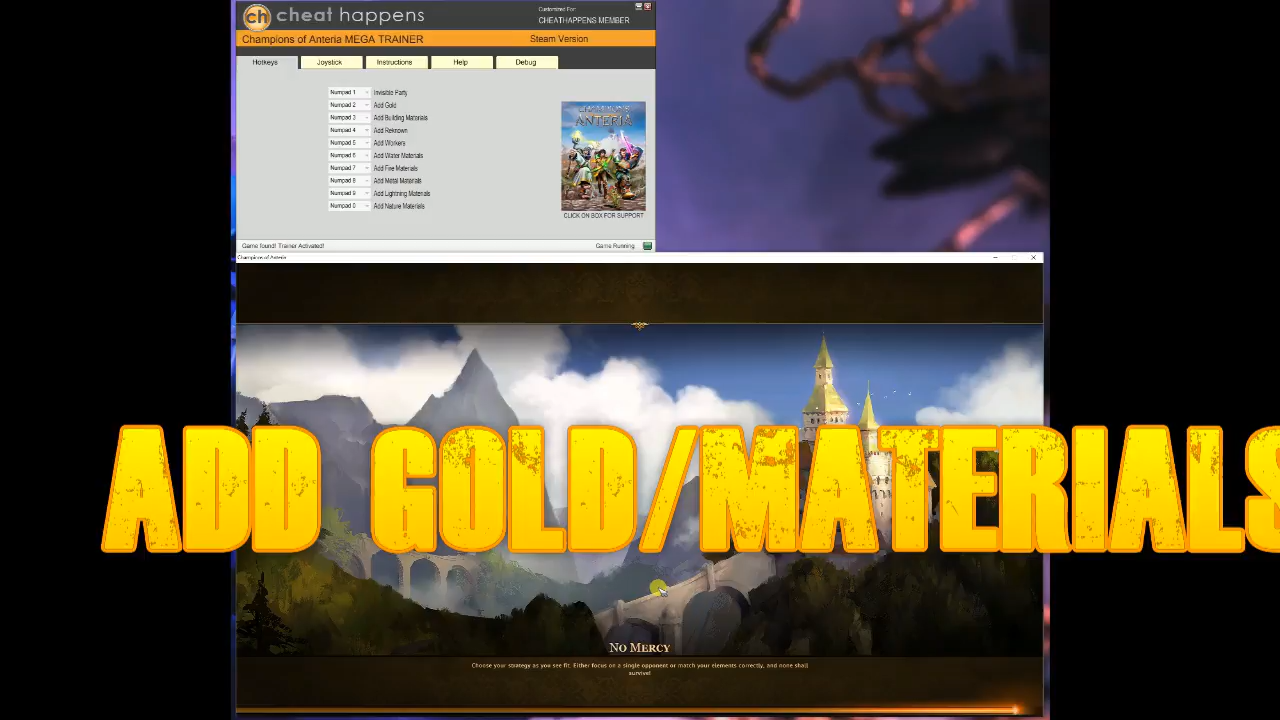 ch cheat happens
Customized For:
CHEATHAPPENS MEMBER
Champions of Anteria MEGA TRAINER
Steam Version
Hotkeys
Joystick
Instructions
Help
Debug
Numpad 1 Invisible Party
Numpad 2 Add Gold
Numpad 3 Add Building Materials
Numpad 4 Add Reknown
Numpad 5 Add Workers
Numpad 6 Add Water Materials
Numpad 7 Add Fire Materials
Numpad 8 Add Metal Materials
Numpad 9 Add Lightning Materials
Numpad 0 Add Nature Materials
ANTERIA
CLICK ON BOX FOR SUPPORT
Game found! Trainer Activated!
Game Running
Champions of Anteria
ADD GOLD/MATERIALS
NO MERCY
Choose your strategy as you see fit. Either focus on a single opponent or match your elements correctly, and none shall
survive!